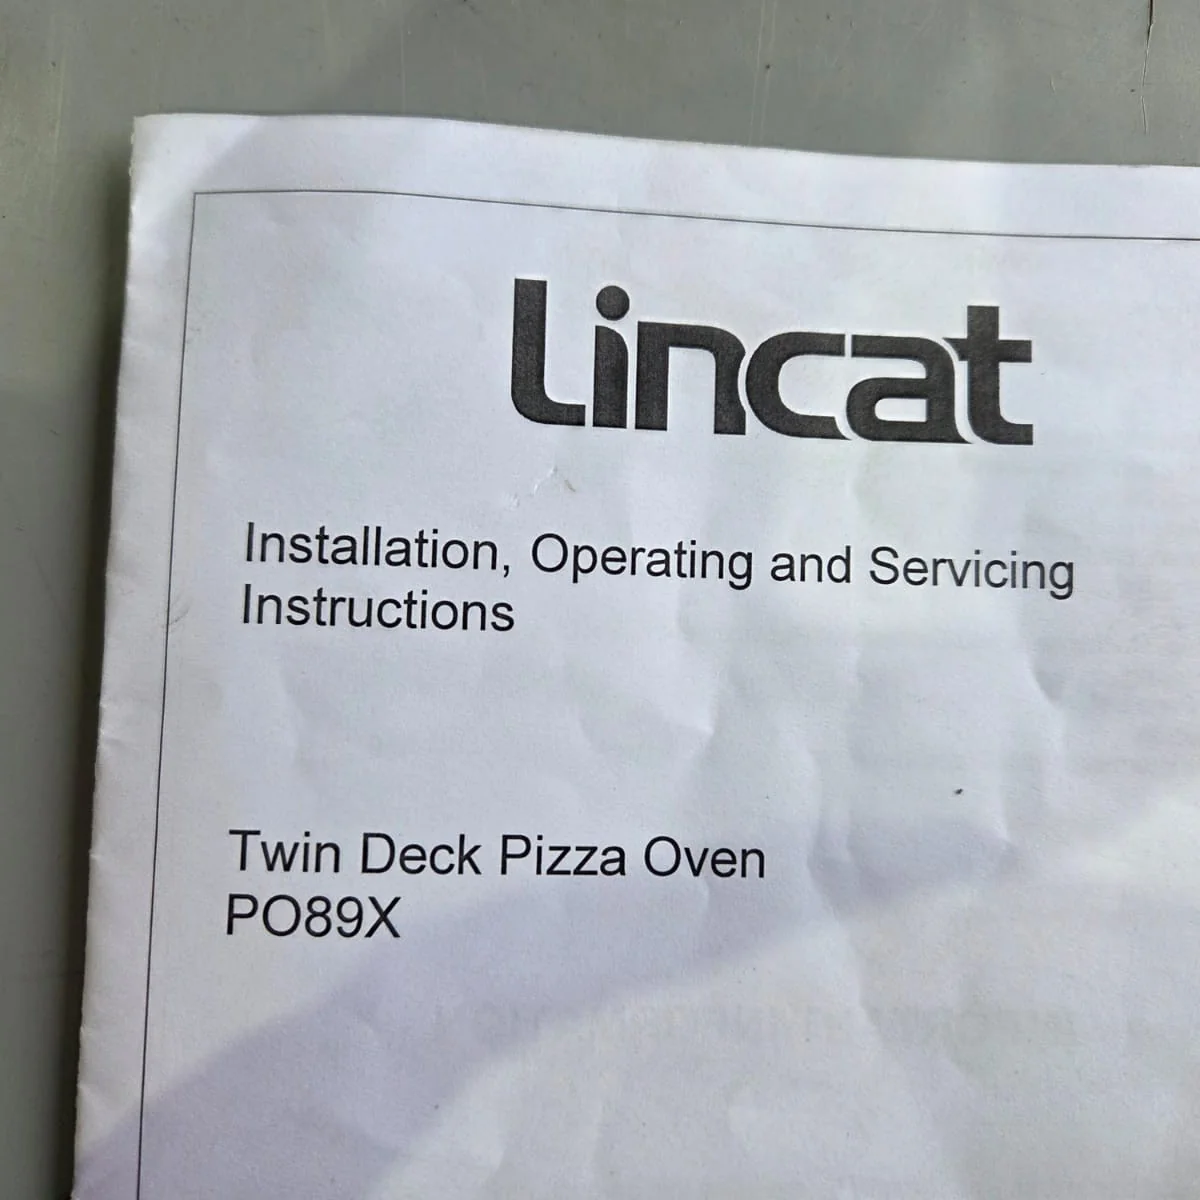 Lincat
Installation, Operating and Servicing
Instructions
Twin Deck Pizza Oven
PO89X